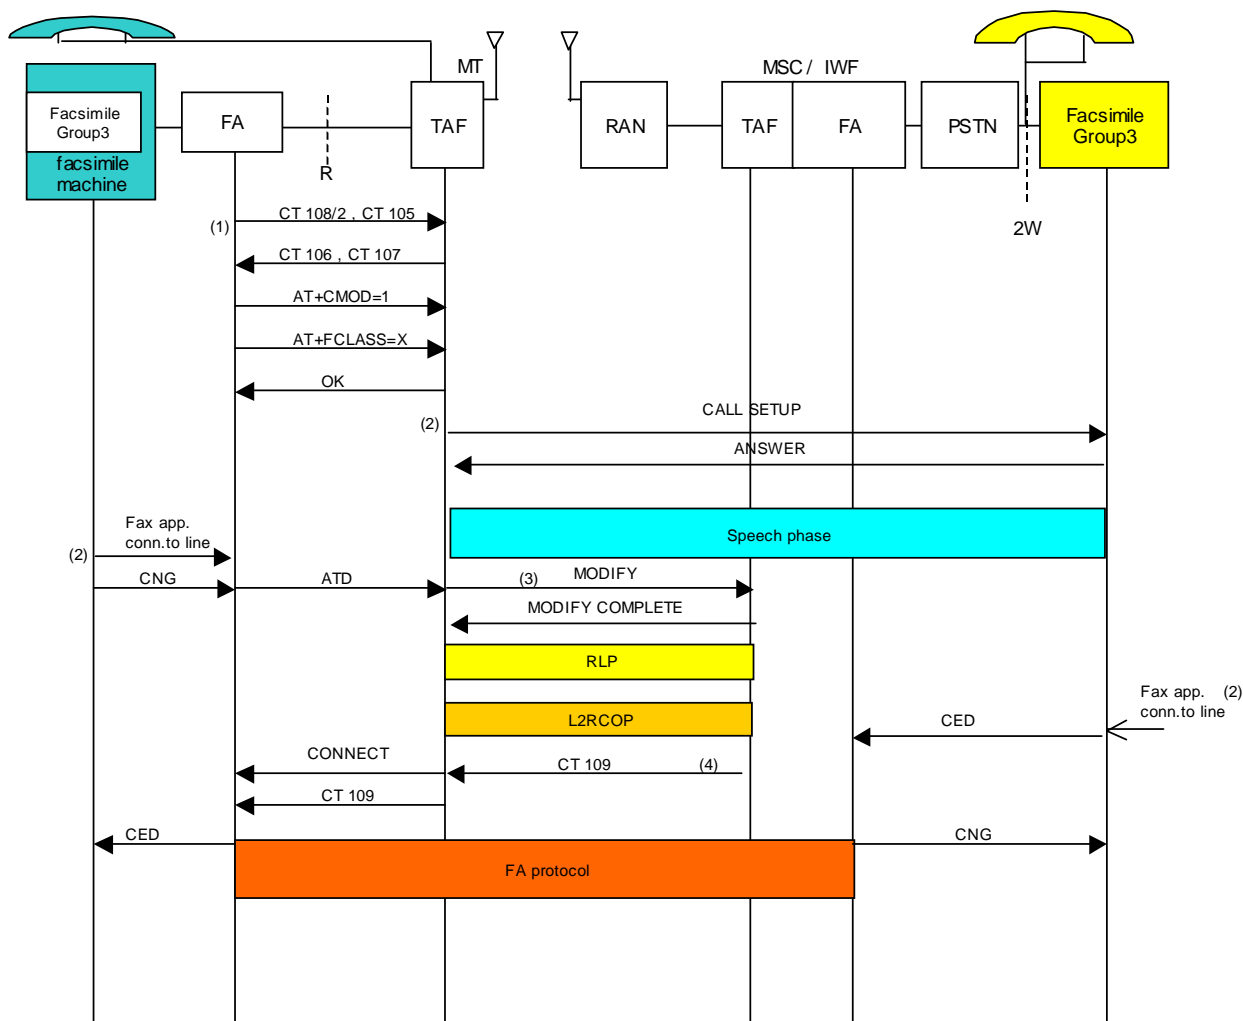 MT
MSC / IWF
Facsimile
Group3
facsimile
machine
FA
R
TAF
RAN
TAF
FA
PSTN
Facsimile
Group3
2W
(1)
CT 108/2 , CT 105
CT 106 , CT 107
AT+CMOD=1
AT+FCLASS=X
OK
(2)
CALL SETUP
ANSWER
Speech phase
Fax app.
(2) conn.to line
CNG
ATD
(3) MODIFY
MODIFY COMPLETE
RLP
Fax app. (2)
conn.to line
L2RCOP
CED
CONNECT
CT 109 (4)
CT 109
CED
CNG
FA protocol